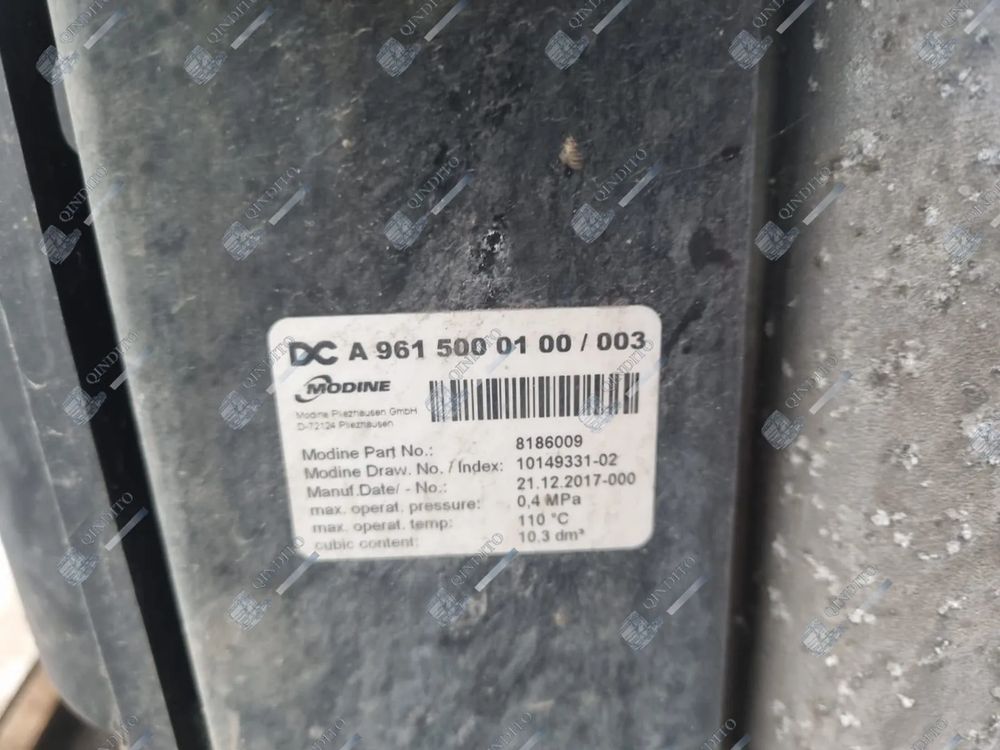 DC A 961 500 01 00 / 003
MODINE
Modine Pliezhausen GmbH
D-72124 Pliezhausen
Modine Part No.: 8186009
Modine Draw. No. / Index: 10149331-02
Manuf.Date/ - No.: 21.12.2017-000
max. operat. pressure: 0,4 MPa
max. operat. temp: 110 °C
cubic content: 10.3 dm³
QINDITO